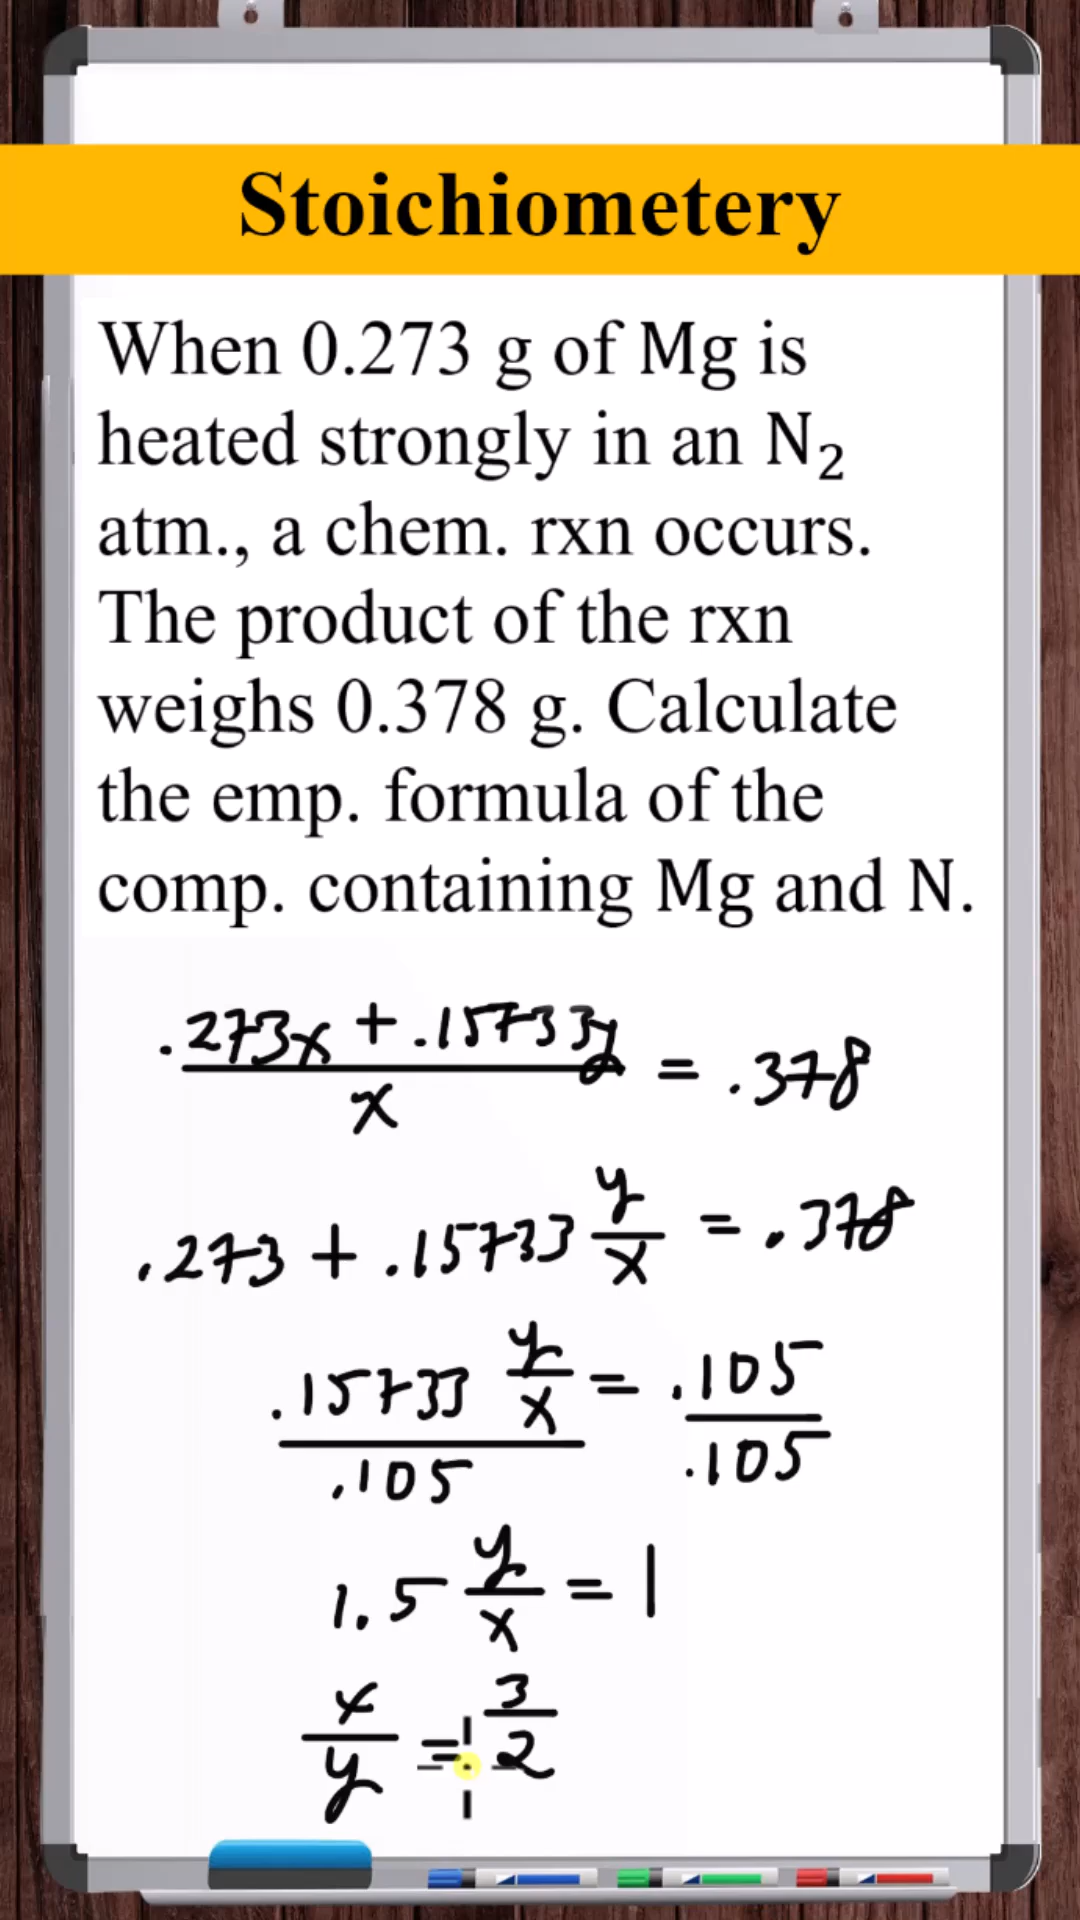 Stoichiometery
When 0.273 g of Mg is
heated strongly in an N₂
atm., a chem. rxn occurs.
The product of the rxn
weighs 0.378 g. Calculate
the emp. formula of the
comp. containing Mg and N.
(.273x + .15733y)/x = .378
.273 + .15733 y/x = .378
(.15733 y/x)/.105 = .105/.105
1.5 y/x = 1
x/y = 3/2